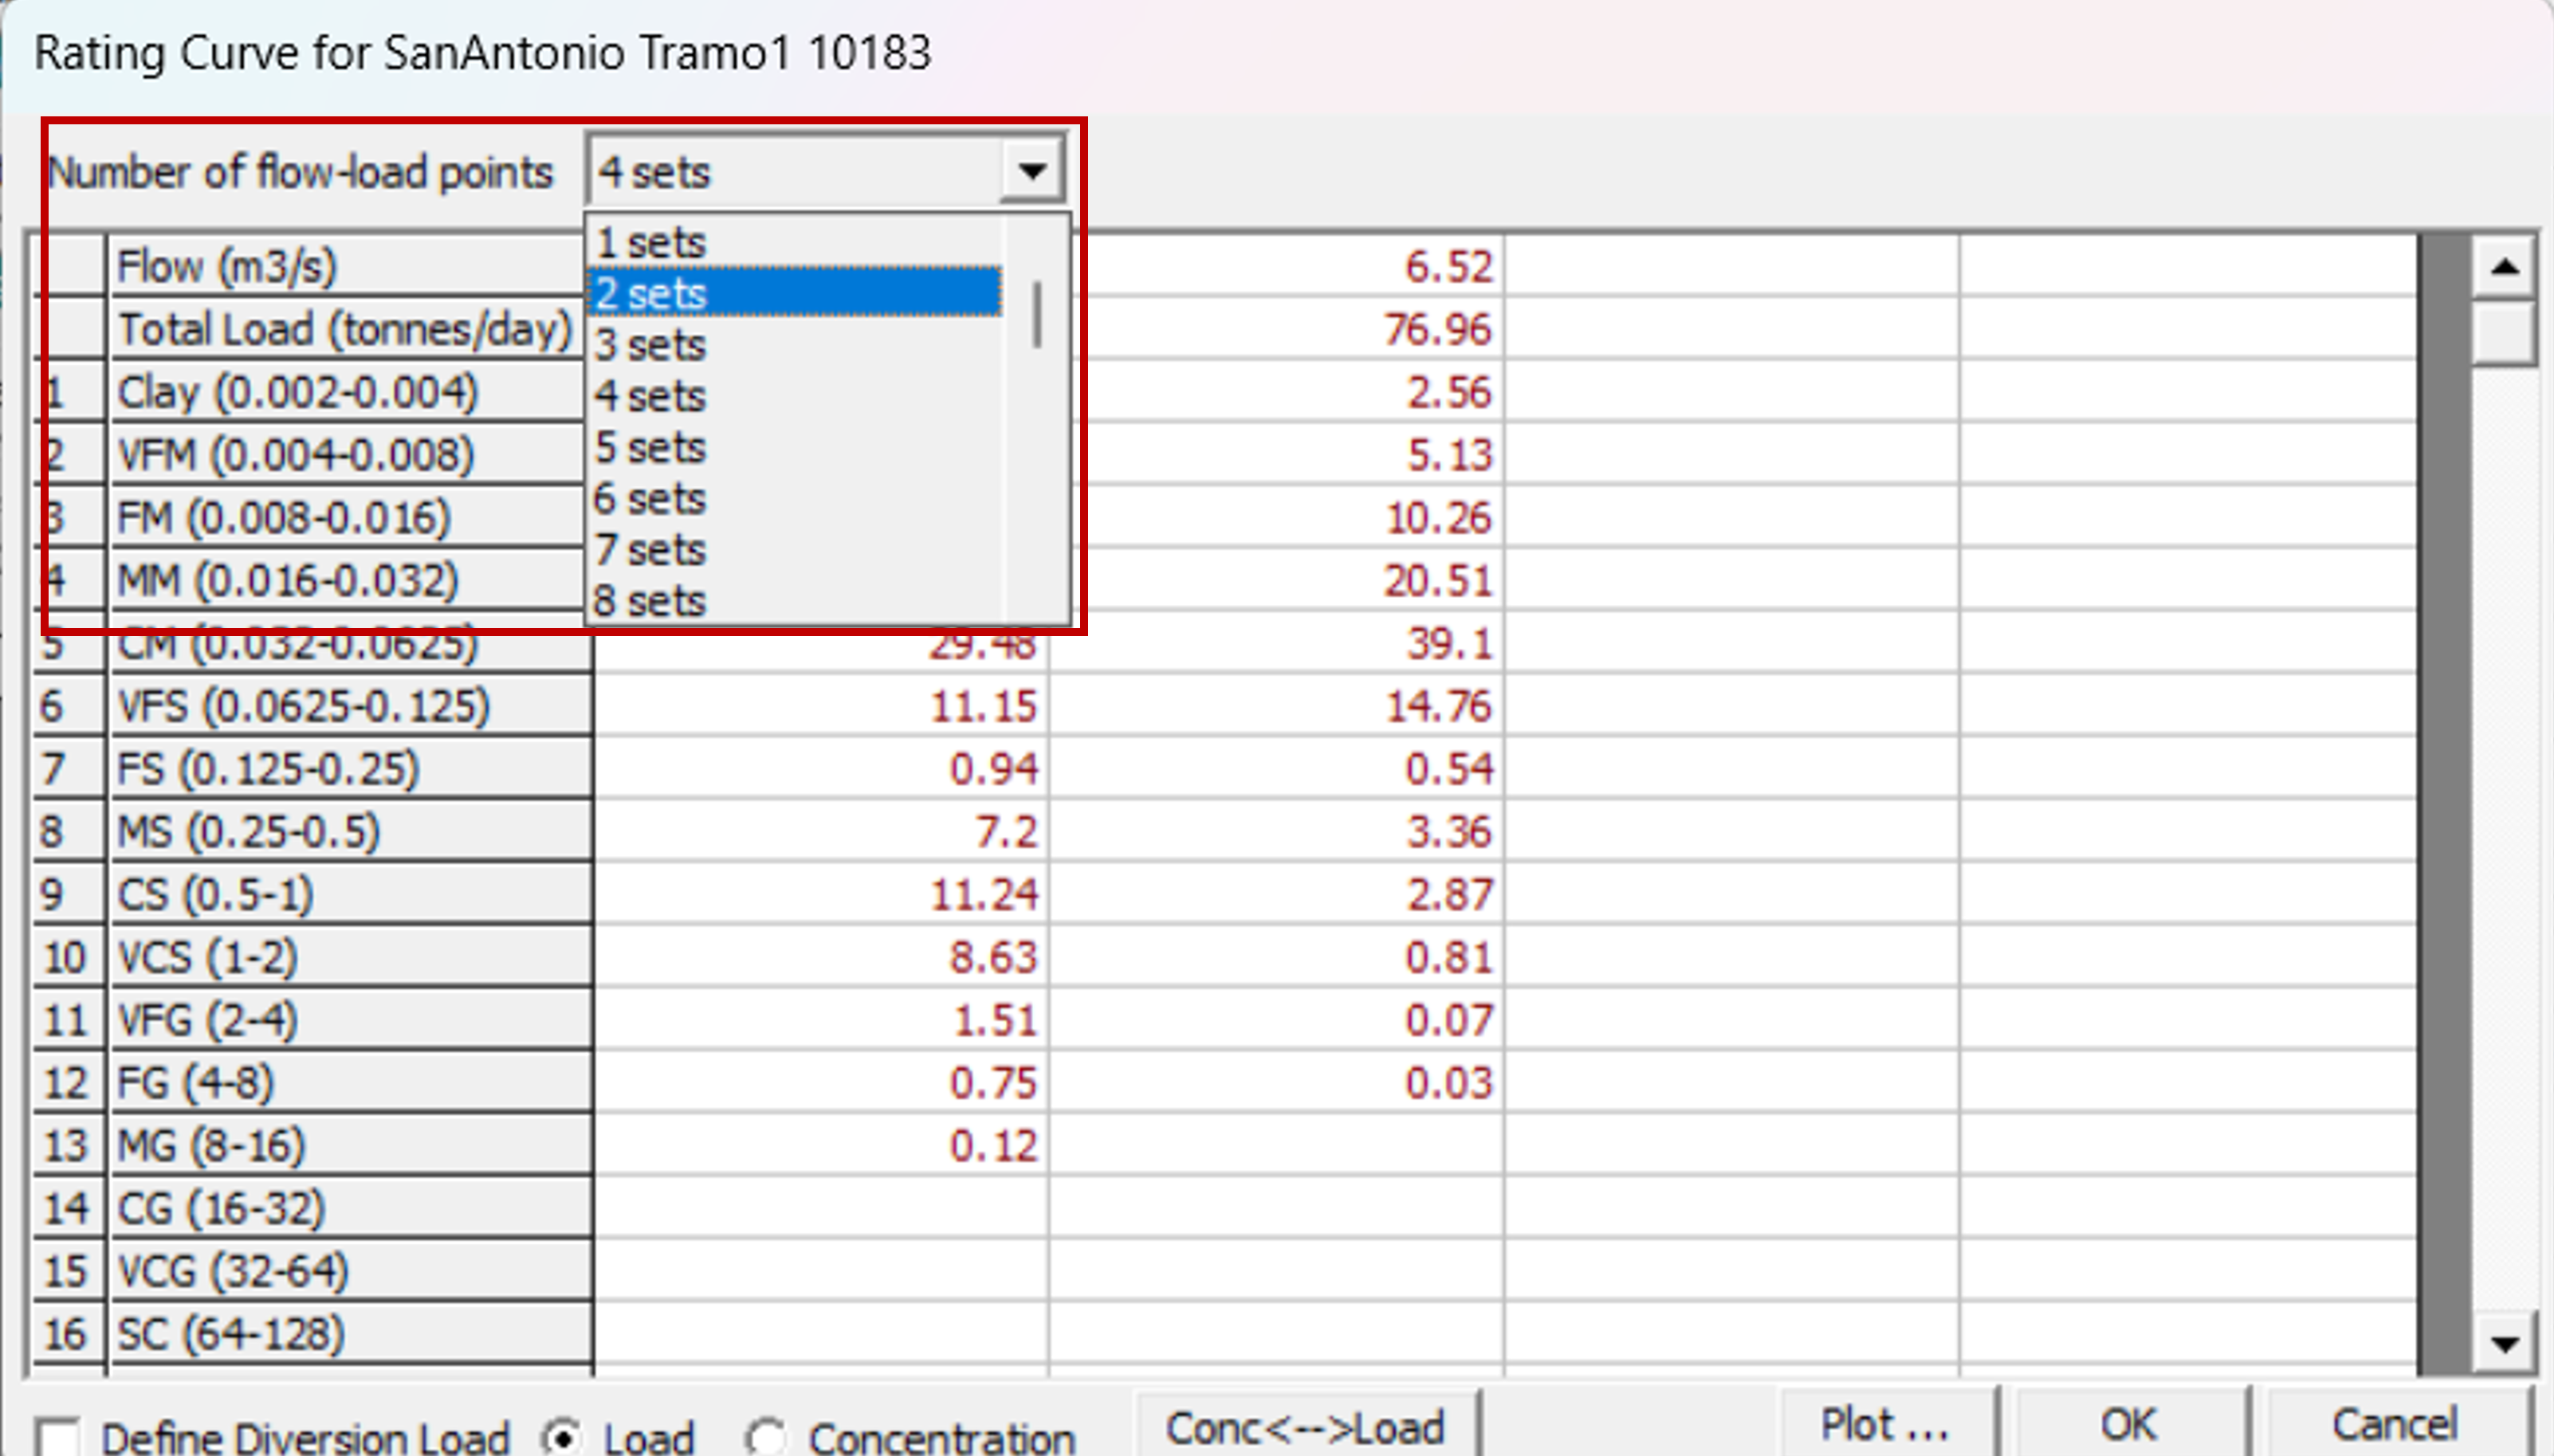 Rating Curve for SanAntonio Tramo1 10183
Number of flow-load points 4 sets
1 sets
2 sets
3 sets
4 sets
5 sets
6 sets
7 sets
8 sets
Flow (m3/s) 6.52
Total Load (tonnes/day) 76.96
1 Clay (0.002-0.004) 2.56
2 VFM (0.004-0.008) 5.13
3 FM (0.008-0.016) 10.26
4 MM (0.016-0.032) 20.51
5 CM (0.032-0.0625) 29.48 39.1
6 VFS (0.0625-0.125) 11.15 14.76
7 FS (0.125-0.25) 0.94 0.54
8 MS (0.25-0.5) 7.2 3.36
9 CS (0.5-1) 11.24 2.87
10 VCS (1-2) 8.63 0.81
11 VFG (2-4) 1.51 0.07
12 FG (4-8) 0.75 0.03
13 MG (8-16) 0.12
14 CG (16-32)
15 VCG (32-64)
16 SC (64-128)
Define Diversion Load Load Concentration Conc<-->Load Plot ... OK Cancel